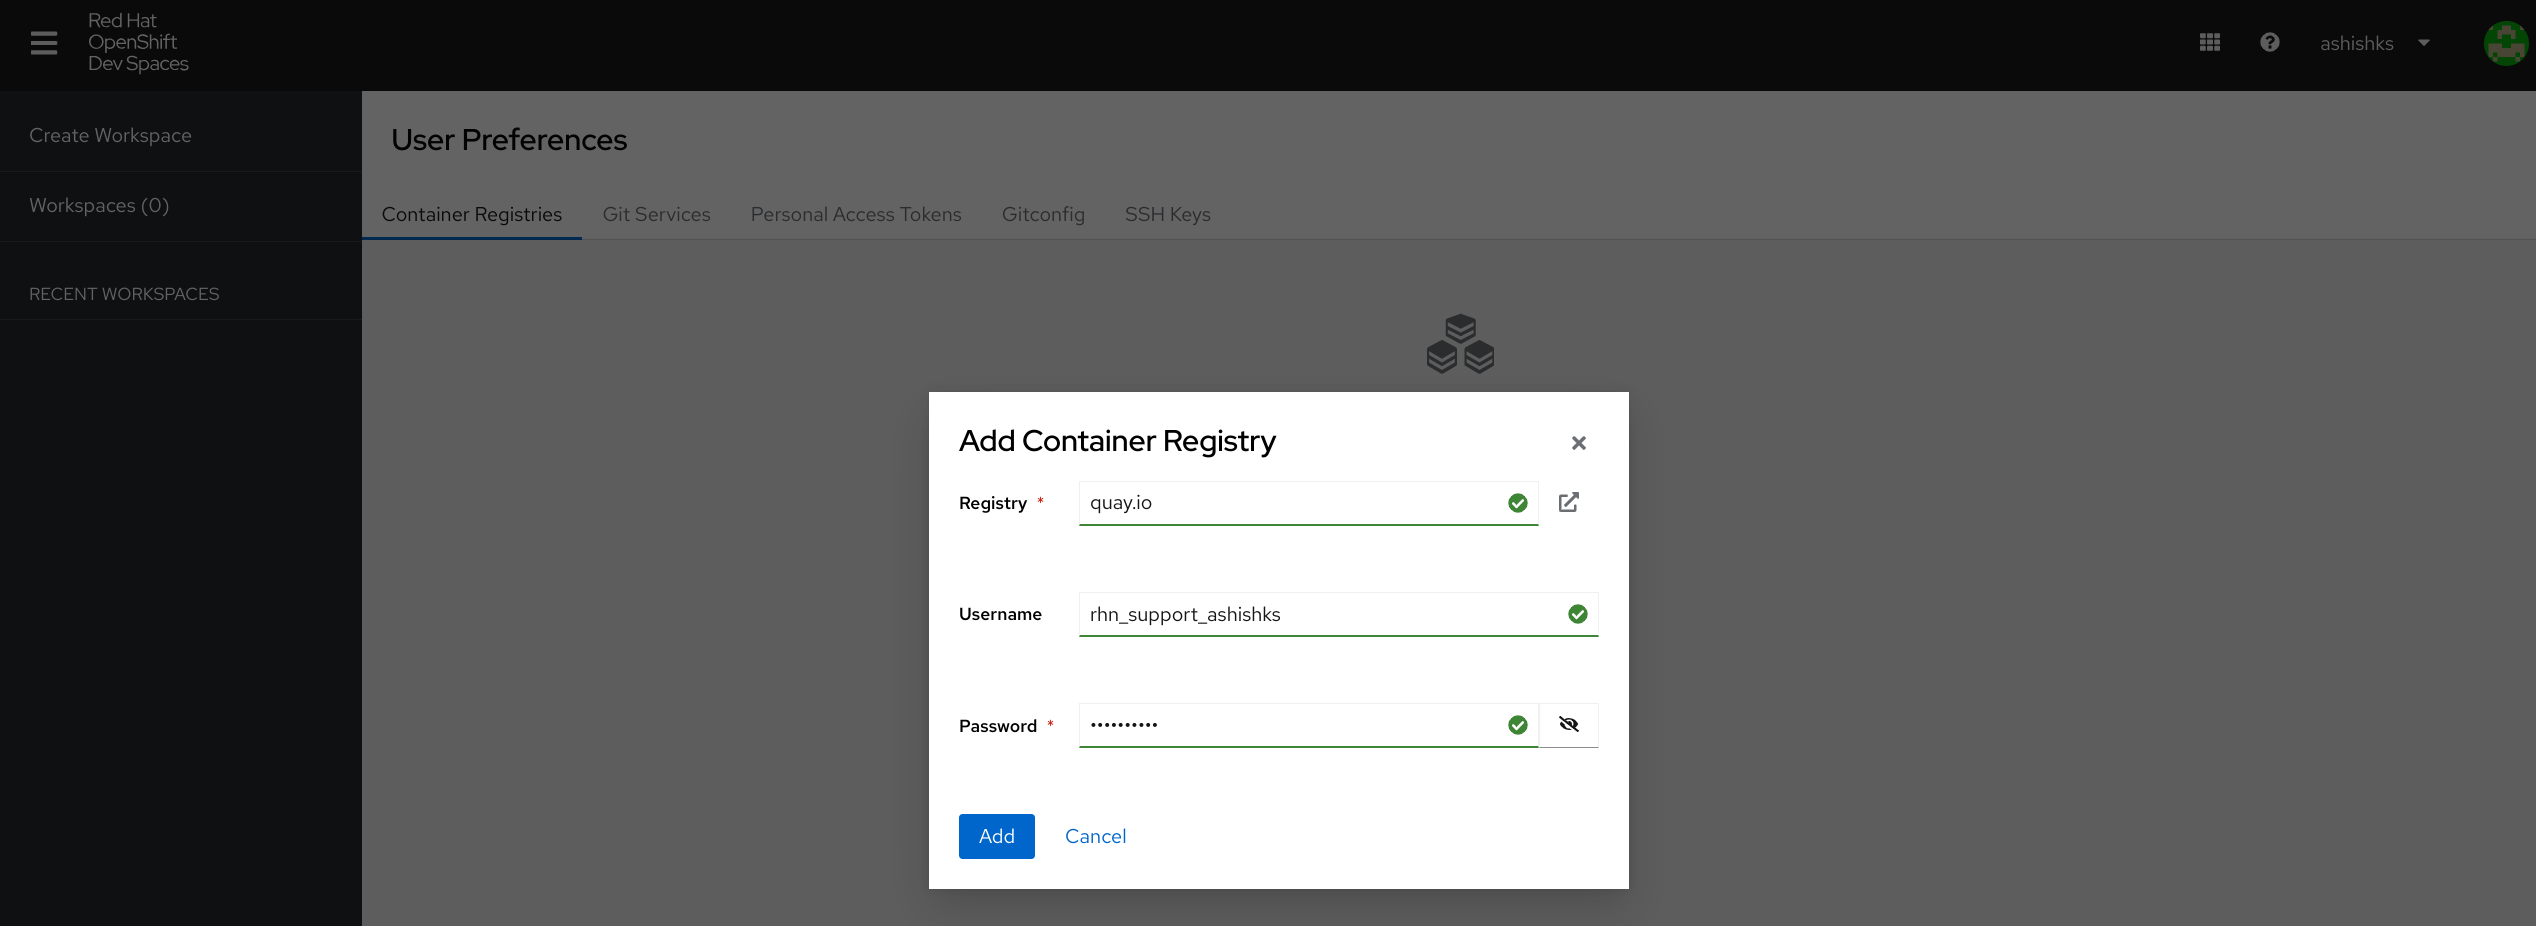 Red Hat
OpenShift
Dev Spaces
ashishks
Create Workspace
Workspaces (0)
RECENT WORKSPACES
User Preferences
Container Registries Git Services Personal Access Tokens Gitconfig SSH Keys
Add Container Registry
Registry * quay.io
Username rhn_support_ashishks
Password * ••••••••••
Add Cancel